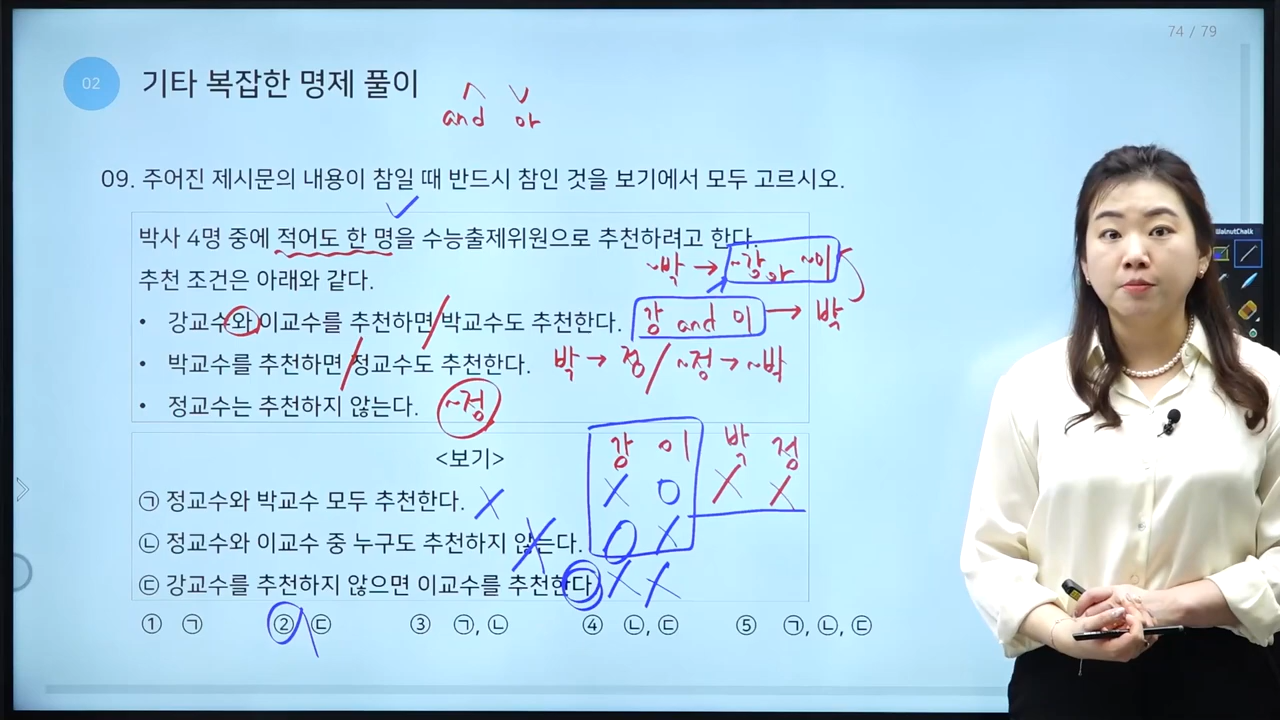 74 / 79
02 기타 복잡한 명제 풀이
∧ ∨
and or
09. 주어진 제시문의 내용이 참일 때 반드시 참인 것을 보기에서 모두 고르시오.
박사 4명 중에 적어도 한 명을 수능출제위원으로 추천하려고 한다.
~박 → ~강 or ~이
추천 조건은 아래와 같다.
• 강교수와 이교수를 추천하면 박교수도 추천한다. 강 and 이 → 박
• 박교수를 추천하면 정교수도 추천한다. 박 → 정 / ~정 → ~박
• 정교수는 추천하지 않는다. ~정
<보기>
강 이 박 정
X O X X
㉠ 정교수와 박교수 모두 추천한다. X
O X
㉡ 정교수와 이교수 중 누구도 추천하지 않는다. X
㉢ 강교수를 추천하지 않으면 이교수를 추천한다. X X
① ㉠ ② ㉢ ③ ㉠, ㉡ ④ ㉡, ㉢ ⑤ ㉠, ㉡, ㉢
WalnutChalk